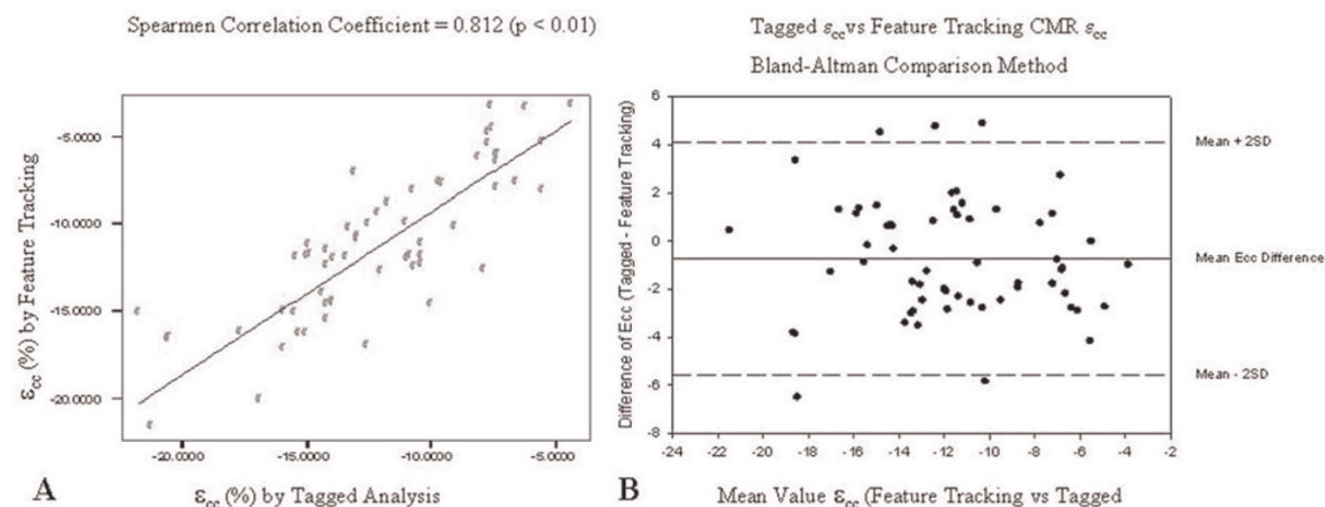 Spearmen Correlation Coefficient = 0.812 (p < 0.01)
-5.0000
-10.0000
-15.0000
-20.0000
-20.0000 -15.0000 -10.0000 -5.0000
εcc (%) by Feature Tracking
A
εcc (%) by Tagged Analysis
Tagged εcc vs Feature Tracking CMR εcc
Bland-Altman Comparison Method
6
4
2
0
-2
-4
-6
-8
-24 -22 -20 -18 -16 -14 -12 -10 -8 -6 -4 -2
Difference of Ecc (Tagged - Feature Tracking)
Mean + 2SD
Mean Ecc Difference
Mean - 2SD
B
Mean Value εcc (Feature Tracking vs Tagged